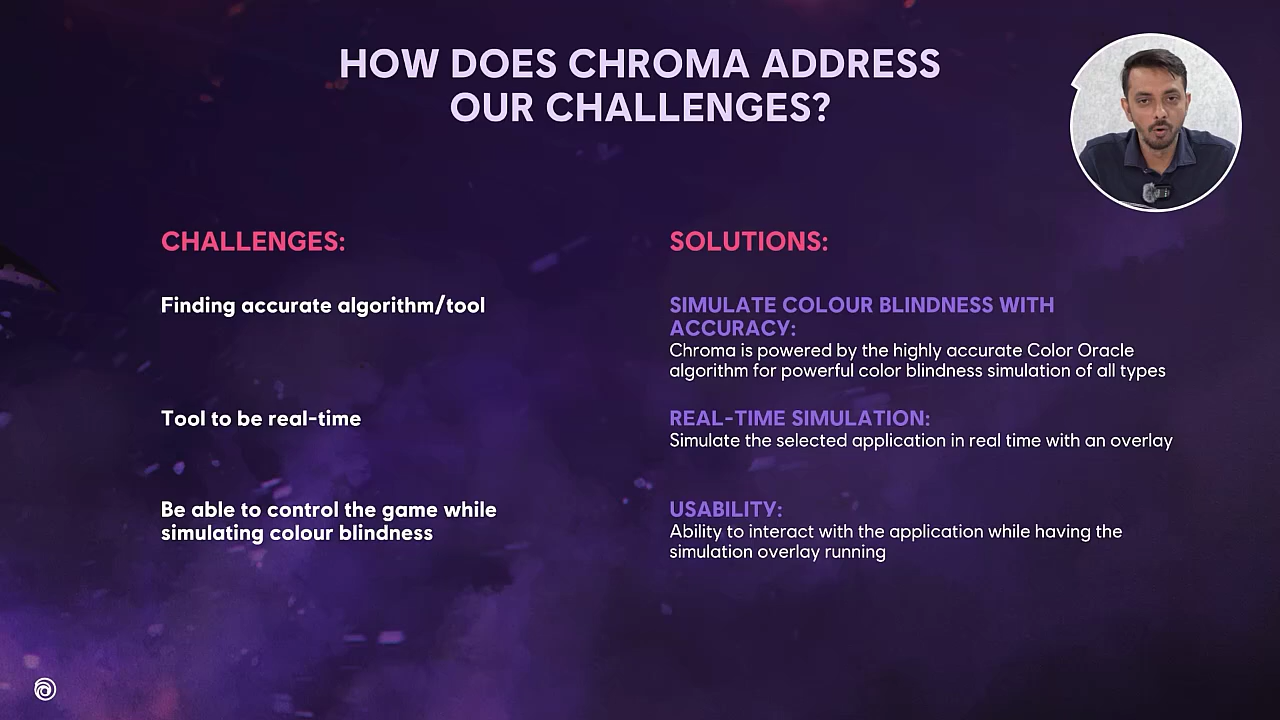 HOW DOES CHROMA ADDRESS
OUR CHALLENGES?
CHALLENGES:
Finding accurate algorithm/tool
Tool to be real-time
Be able to control the game while
simulating colour blindness
SOLUTIONS:
SIMULATE COLOUR BLINDNESS WITH
ACCURACY:
Chroma is powered by the highly accurate Color Oracle
algorithm for powerful color blindness simulation of all types
REAL-TIME SIMULATION:
Simulate the selected application in real time with an overlay
USABILITY:
Ability to interact with the application while having the
simulation overlay running